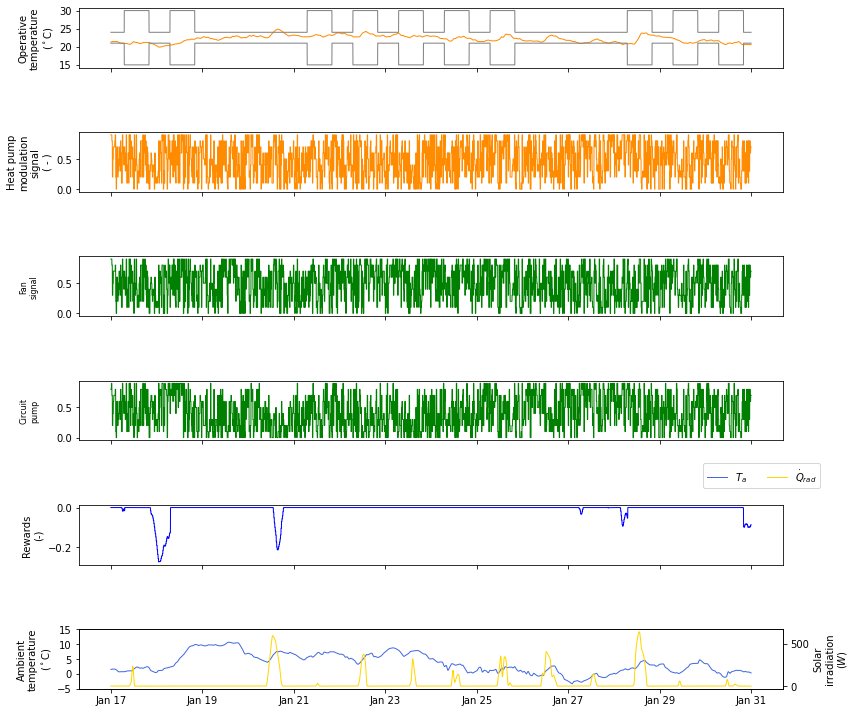 Operative
temperature
(°C)
30
25
20
15
Heat pump
modulation
signal
( - )
0.5
0.0
Fan
signal
0.5
0.0
Circuit
pump
0.5
0.0
T_a
Q̇_rad
Rewards
(-)
0.0
−0.2
Ambient
temperature
(°C)
15
10
5
0
−5
500
0
Solar
irradiation
(W)
Jan 17 Jan 19 Jan 21 Jan 23 Jan 25 Jan 27 Jan 29 Jan 31